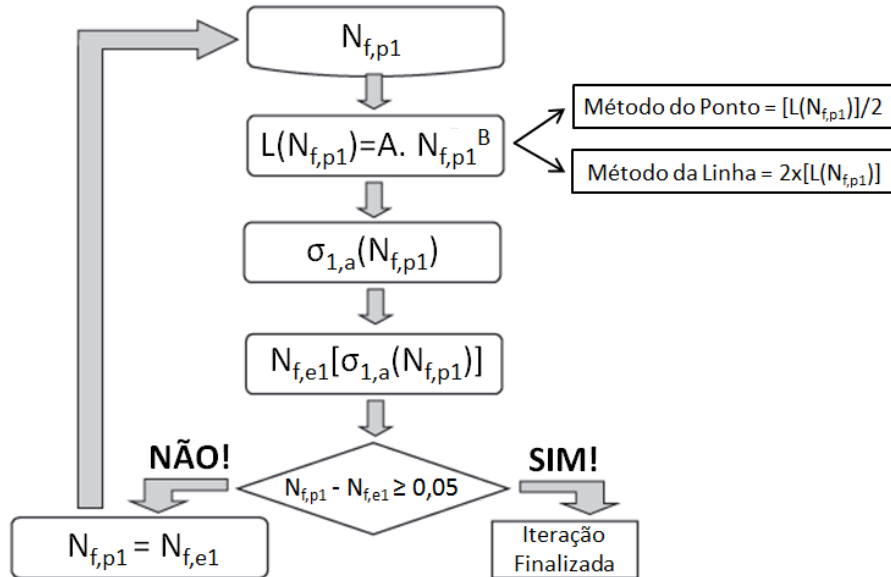 N_f,p1
L(N_f,p1)=A. N_f,p1^B
Método do Ponto = [L(N_f,p1)]/2
Método da Linha = 2x[L(N_f,p1)]
σ_1,a(N_f,p1)
N_f,e1[σ_1,a(N_f,p1)]
NÃO!
SIM!
N_f,p1 - N_f,e1 ≥ 0,05
N_f,p1 = N_f,e1
Iteração
Finalizada